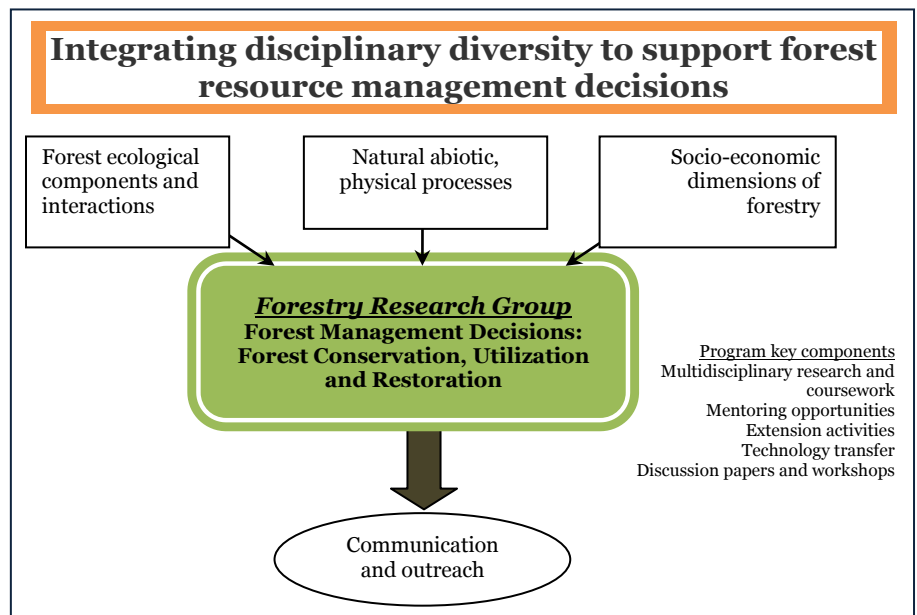 Integrating disciplinary diversity to support forest
resource management decisions
Forest ecological
components and
interactions
Natural abiotic,
physical processes
Socio-economic
dimensions of
forestry
Forestry Research Group
Forest Management Decisions:
Forest Conservation, Utilization
and Restoration
Program key components
Multidisciplinary research and
coursework
Mentoring opportunities
Extension activities
Technology transfer
Discussion papers and workshops
Communication
and outreach